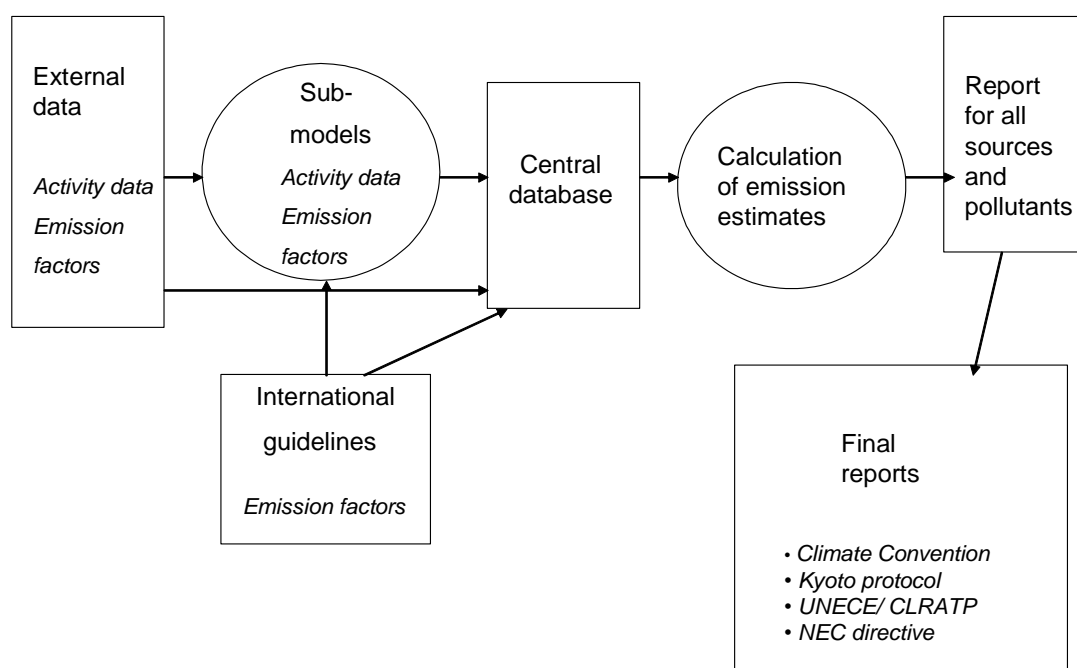 External
data
Activity data
Emission
factors
Sub-
models
Activity data
Emission
factors
Central
database
Calculation
of emission
estimates
Report
for all
sources
and
pollutants
International
guidelines
Emission factors
Final
reports
• Climate Convention
• Kyoto protocol
• UNECE/ CLRATP
• NEC directive